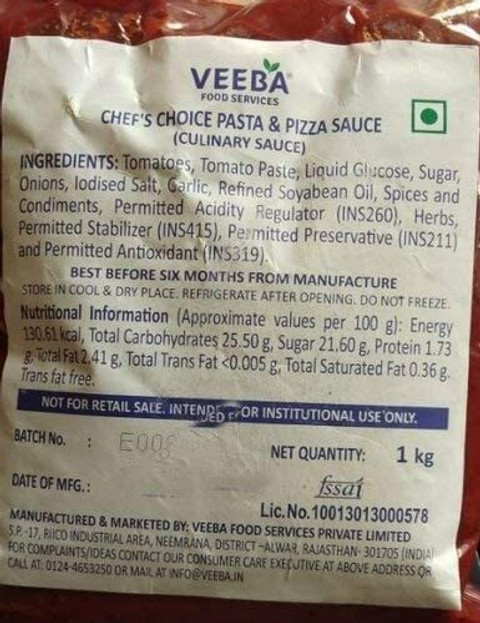 VEEBA
FOOD SERVICES
CHEF'S CHOICE PASTA & PIZZA SAUCE
(CULINARY SAUCE)
INGREDIENTS: Tomatoes, Tomato Paste, Liquid Glucose, Sugar,
Onions, Iodised Salt, Garlic, Refined Soyabean Oil, Spices and
Condiments, Permitted Acidity Regulator (INS260), Herbs,
Permitted Stabilizer (INS415), Permitted Preservative (INS211)
and Permitted Antioxidant (INS319).
BEST BEFORE SIX MONTHS FROM MANUFACTURE
STORE IN COOL & DRY PLACE. REFRIGERATE AFTER OPENING. DO NOT FREEZE.
Nutritional Information (Approximate values per 100 g): Energy
130.61 kcal, Total Carbohydrates 25.50 g, Sugar 21.60 g, Protein 1.73
g, Total Fat 2.41 g, Total Trans Fat <0.005 g, Total Saturated Fat 0.36 g.
Trans fat free.
NOT FOR RETAIL SALE. INTENDED FOR INSTITUTIONAL USE ONLY.
BATCH No. :
NET QUANTITY: 1 kg
DATE OF MFG. :
fssai
Lic. No. 10013013000578
MANUFACTURED & MARKETED BY: VEEBA FOOD SERVICES PRIVATE LIMITED
S.P.-17, RIICO INDUSTRIAL AREA, NEEMRANA, DISTRICT -ALWAR, RAJASTHAN- 301705 (INDIA)
FOR COMPLAINTS/IDEAS CONTACT OUR CONSUMER CARE EXECUTIVE AT ABOVE ADDRESS OR
CALL AT: 0124-4653250 OR MAIL AT INFO@VEEBA.IN